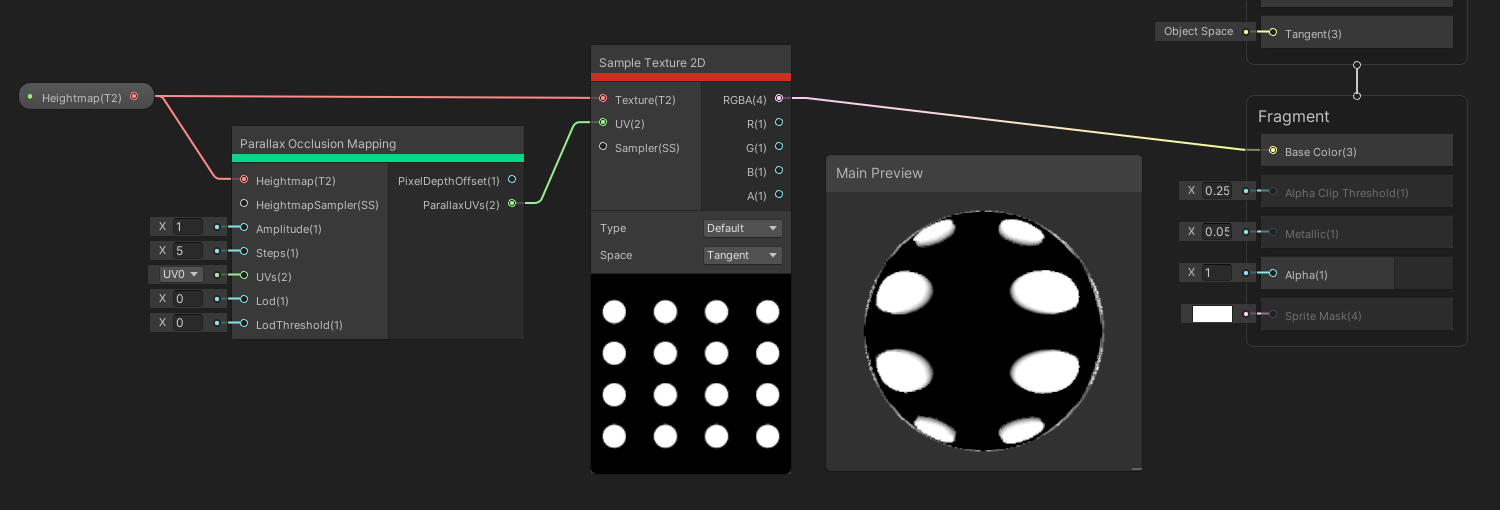 Object Space
Tangent(3)
Heightmap(T2)
Parallax Occlusion Mapping
Heightmap(T2)
PixelDepthOffset(1)
HeightmapSampler(SS)
ParallaxUVs(2)
X 1
Amplitude(1)
X 5
Steps(1)
UV0
UVs(2)
X 0
Lod(1)
X 0
LodThreshold(1)
Sample Texture 2D
Texture(T2)
RGBA(4)
UV(2)
R(1)
Sampler(SS)
G(1)
B(1)
A(1)
Type
Default
Space
Tangent
Main Preview
Fragment
Base Color(3)
X 0.25
Alpha Clip Threshold(1)
X 0.05
Metallic(1)
X 1
Alpha(1)
Sprite Mask(4)